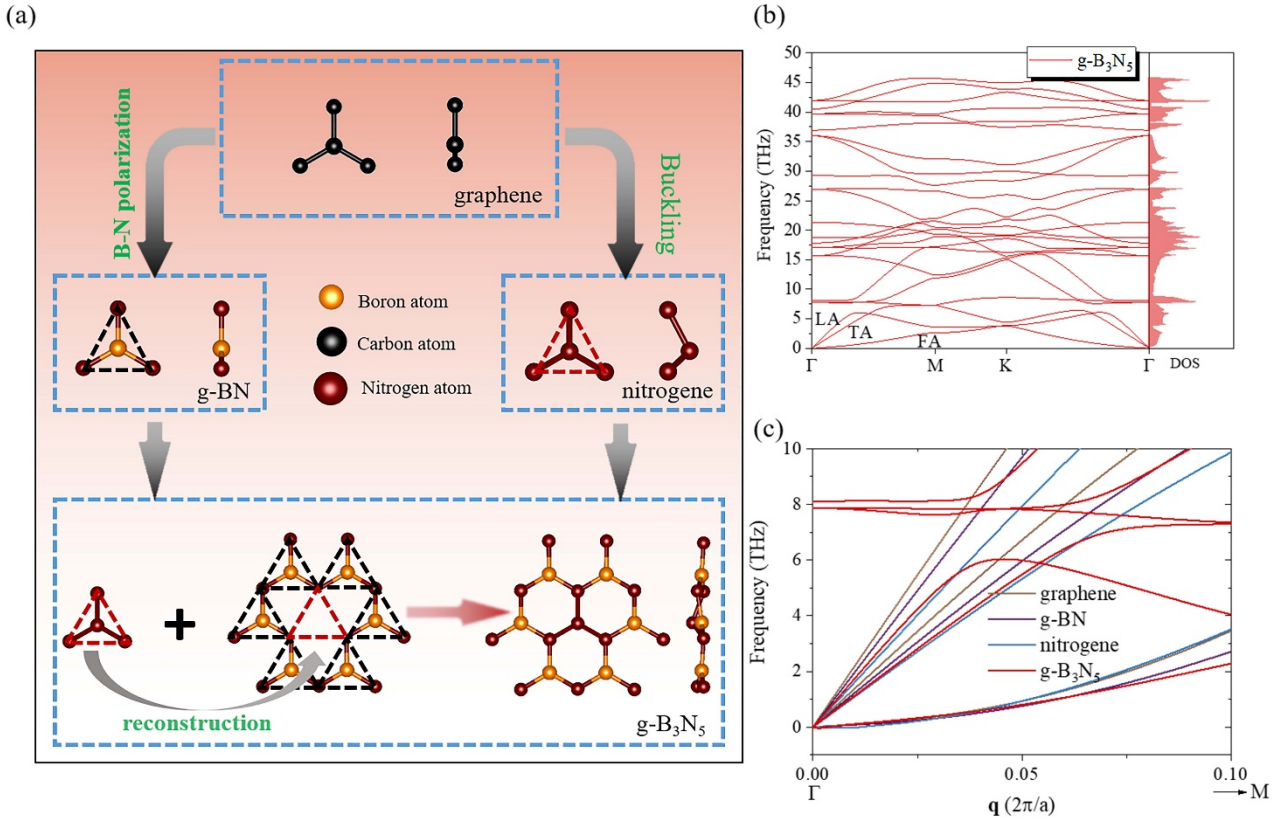 (a)
graphene
B-N polarization
Buckling
g-BN
Boron atom
Carbon atom
Nitrogen atom
nitrogene
+
reconstruction
g-B₃N₅
(b)
g-B₃N₅
Frequency (THz)
50
45
40
35
30
25
20
15
10
5
0
LA
TA
FA
Γ
M
K
Γ
DOS
(c)
Frequency (THz)
10
8
6
4
2
0
graphene
g-BN
nitrogene
g-B₃N₅
0.00
0.05
0.10
Γ
M
q (2π/a)